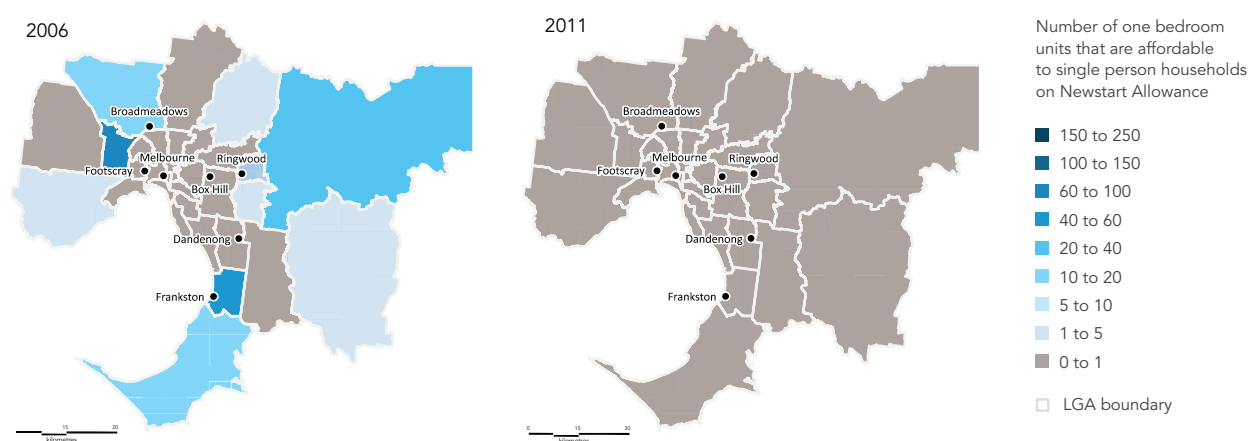 2006
Broadmeadows
Melbourne
Ringwood
Footscray
Box Hill
Dandenong
Frankston
15
30
kilometres
2011
Broadmeadows
Melbourne
Ringwood
Footscray
Box Hill
Dandenong
Frankston
0
15
30
kilometres
Number of one bedroom
units that are affordable
to single person households
on Newstart Allowance
150 to 250
100 to 150
60 to 100
40 to 60
20 to 40
10 to 20
5 to 10
1 to 5
0 to 1
LGA boundary